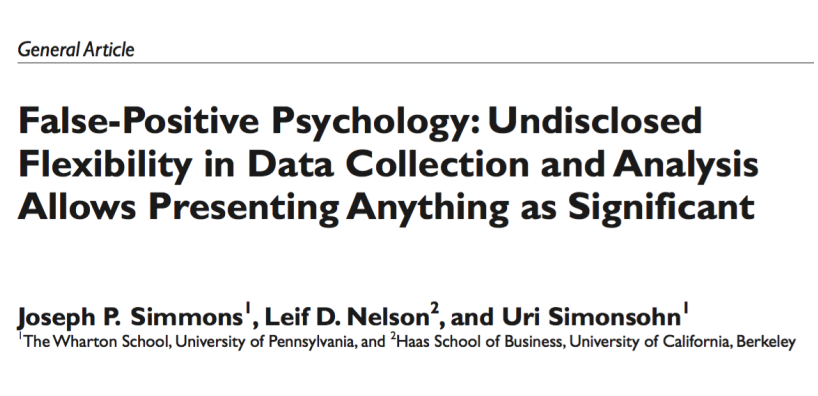 General Article
False-Positive Psychology: Undisclosed
Flexibility in Data Collection and Analysis
Allows Presenting Anything as Significant
Joseph P. Simmons¹, Leif D. Nelson², and Uri Simonsohn¹
¹The Wharton School, University of Pennsylvania, and ²Haas School of Business, University of California, Berkeley